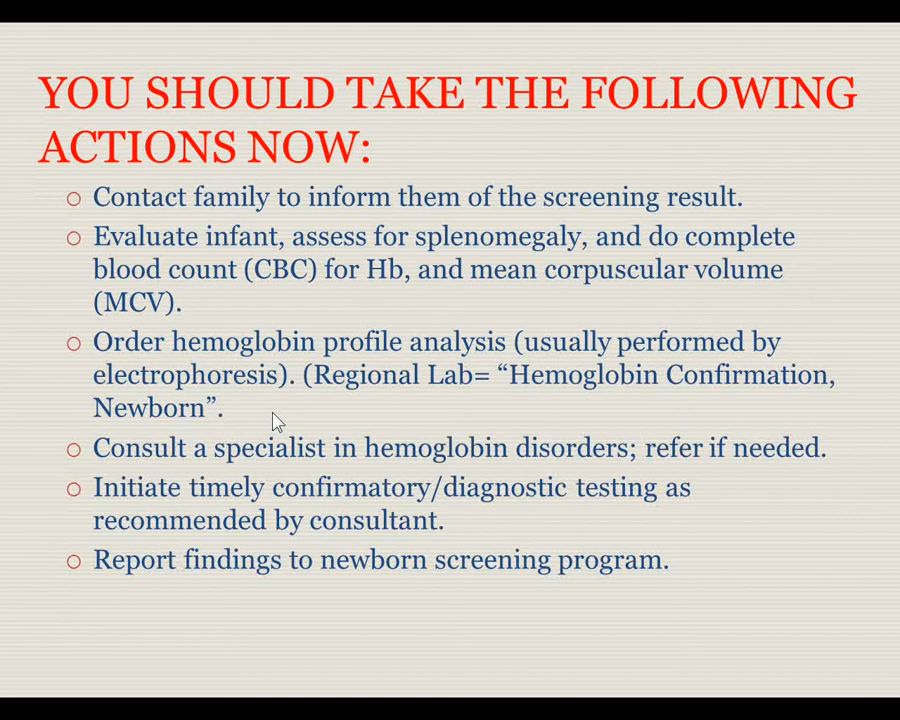 YOU SHOULD TAKE THE FOLLOWING
ACTIONS NOW:
Contact family to inform them of the screening result.
Evaluate infant, assess for splenomegaly, and do complete
blood count (CBC) for Hb, and mean corpuscular volume
(MCV).
Order hemoglobin profile analysis (usually performed by
electrophoresis). (Regional Lab= “Hemoglobin Confirmation,
Newborn”.
Consult a specialist in hemoglobin disorders; refer if needed.
Initiate timely confirmatory/diagnostic testing as
recommended by consultant.
Report findings to newborn screening program.